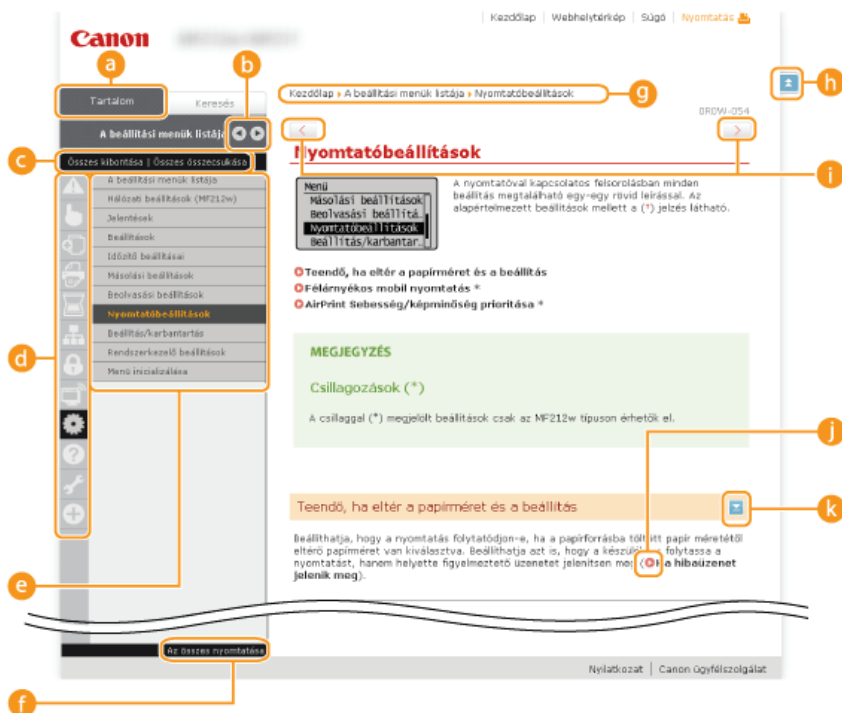 Kezdőlap | Webhelytérkép | Súgó | Nyomtatás
Canon
a
b
Tartalom
Keresés
Kezdőlap A beállítási menük listája Nyomtatóbeállítások
g
h
0R0W-054
A beállítási menük listája
c
Összes kibontása | Összes összecsukása
Nyomtatóbeállítások
i
d
A beállítási menük listája
Hálózati beállítások (MF212w)
Jelentések
Beállítások
Időzítő beállításai
Másolási beállítások
Beolvasási beállítások
Nyomtatóbeállítások
Beállítás/karbantartás
Rendszerkezelő beállítások
Menü inicializálása
Menü
Másolási beállítások
Beolvasási beállítá..
Nyomtatóbeállítások
Beállítás/karbantar..
A nyomtatóval kapcsolatos felsorolásban minden
beállítás megtalálható egy-egy rövid leírással. Az
alapértelmezett beállítások mellett a (†) jelzés látható.
Teendő, ha eltér a papírméret és a beállítás
Félárnyékos mobil nyomtatás *
AirPrint Sebesség/képminőség prioritása *
MEGJEGYZÉS
Csillagozások (*)
A csillaggal (*) megjelölt beállítások csak az MF212w típuson érhetők el.
j
Teendő, ha eltér a papírméret és a beállítás
k
Beállíthatja, hogy a nyomtatás folytatódjon-e, ha a papírforrásba töltött papír méretétől
eltérő papírméret van kiválasztva. Beállíthatja azt is, hogy a készülék ne folytassa a
nyomtatást, hanem helyette figyelmeztető üzenetet jelenítsen meg (Ha hibaüzenet
jelenik meg).
e
Az összes nyomtatása
f
Nyilatkozat | Canon ügyfélszolgálat